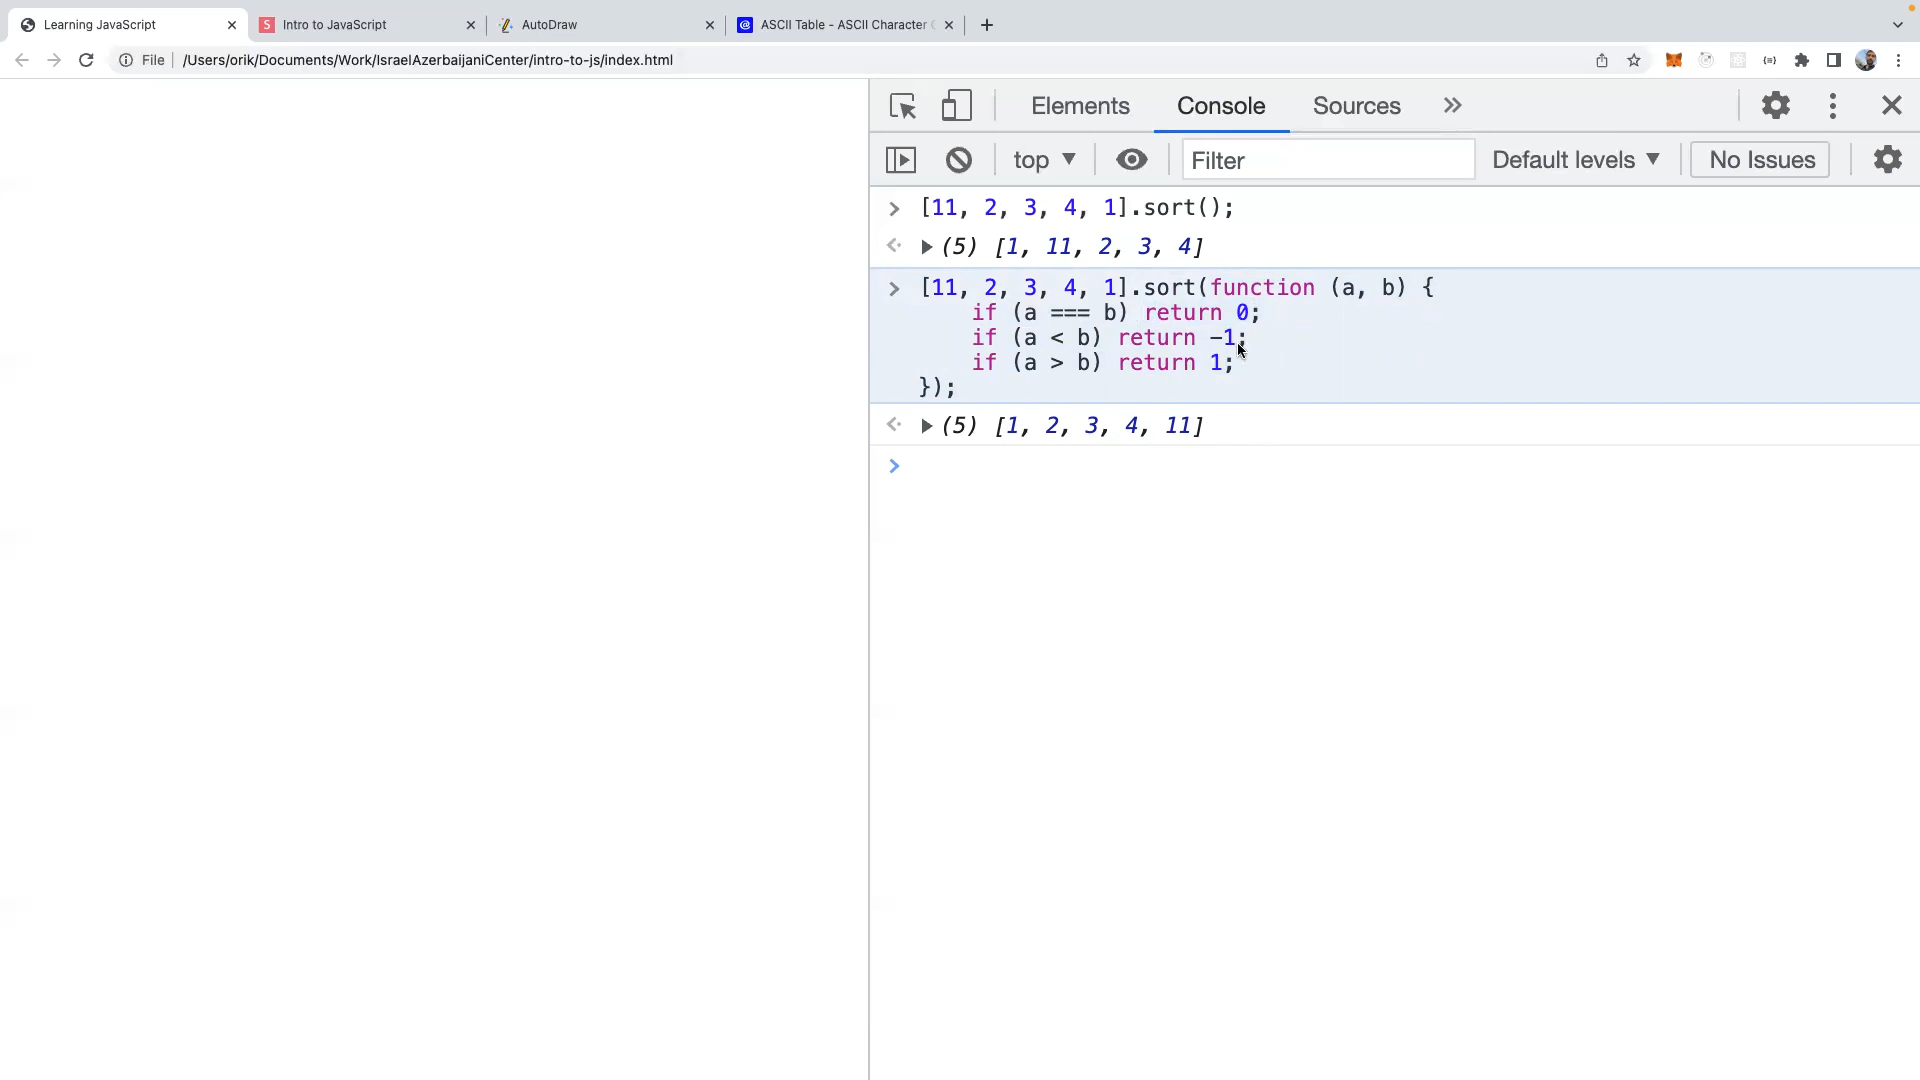 Learning JavaScript
Intro to JavaScript
AutoDraw
ASCII Table - ASCII Character
File /Users/orik/Documents/Work/IsraelAzerbaijaniCenter/intro-to-js/index.html
Elements Console Sources
top Filter Default levels No Issues
[11, 2, 3, 4, 1].sort();
(5) [1, 11, 2, 3, 4]
[11, 2, 3, 4, 1].sort(function (a, b) {
if (a === b) return 0;
if (a < b) return -1;
if (a > b) return 1;
});
(5) [1, 2, 3, 4, 11]